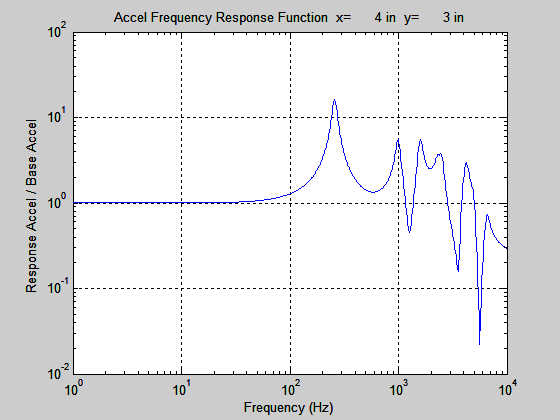 Accel Frequency Response Function x= 4 in y= 3 in
Response Accel / Base Accel
10^2
10^1
10^0
10^-1
10^-2
10^0 10^1 10^2 10^3 10^4
Frequency (Hz)